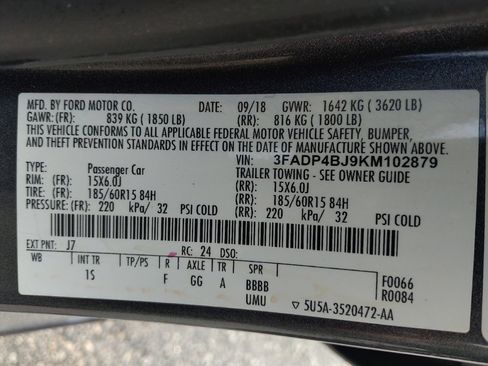 MFD. BY FORD MOTOR CO. DATE: 09/18 GVWR: 1642 KG ( 3620 LB)
GAWR: (FR): 839 KG ( 1850 LB) (RR): 816 KG ( 1800 LB)
THIS VEHICLE CONFORMS TO ALL APPLICABLE FEDERAL MOTOR VEHICLE SAFETY, BUMPER,
AND THEFT PREVENTION STANDARDS IN EFFECT ON THE DATE OF MANUFACTURE SHOWN ABOVE.
VIN: 3FADP4BJ9KM102879
TYPE: Passenger Car TRAILER TOWING - SEE OWNER GUIDE
RIM: (FR): 15X6.0J (RR): 15X6.0J
TIRE: (FR): 185/60R15 84H (RR): 185/60R15 84H
PRESSURE: (FR): 220 kPa/ 32 PSI COLD (RR): 220 kPa/ 32 PSI COLD
EXT PNT: J7 RC: 24 DSO:
WB INT TR TP/PS R AXLE TR SPR
1S F GG A BBBB
UMU
F0066
R0084
▽ 5U5A-3520472-AA